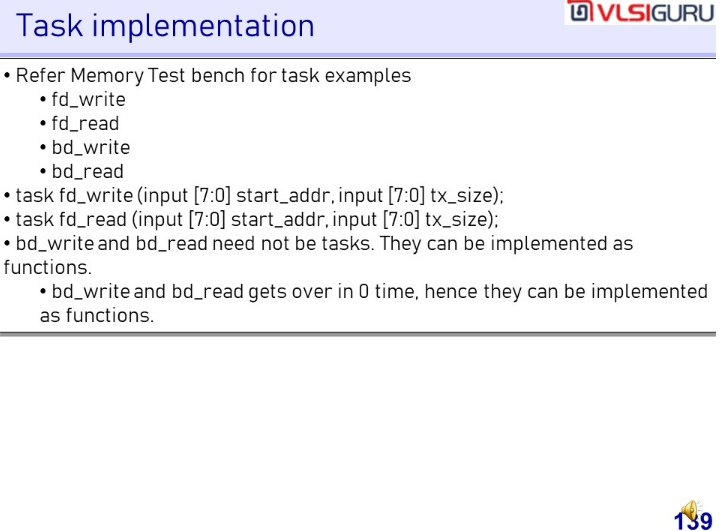 Task implementation
VLSIGURU
• Refer Memory Test bench for task examples
• fd_write
• fd_read
• bd_write
• bd_read
• task fd_write (input [7:0] start_addr, input [7:0] tx_size);
• task fd_read (input [7:0] start_addr, input [7:0] tx_size);
• bd_write and bd_read need not be tasks. They can be implemented as
functions.
• bd_write and bd_read gets over in 0 time, hence they can be implemented
as functions.
139